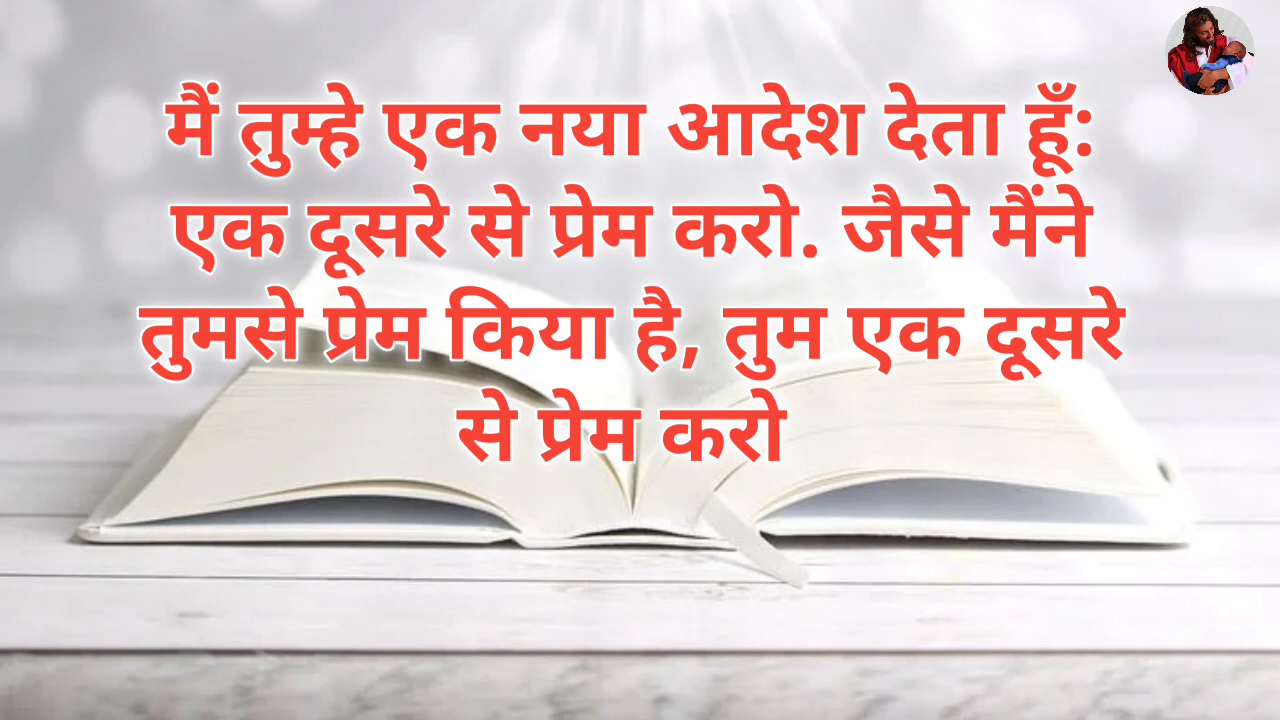 मैं तुम्हे एक नया आदेश देता हूँ:
एक दूसरे से प्रेम करो. जैसे मैंने
तुमसे प्रेम किया है, तुम एक दूसरे
से प्रेम करो